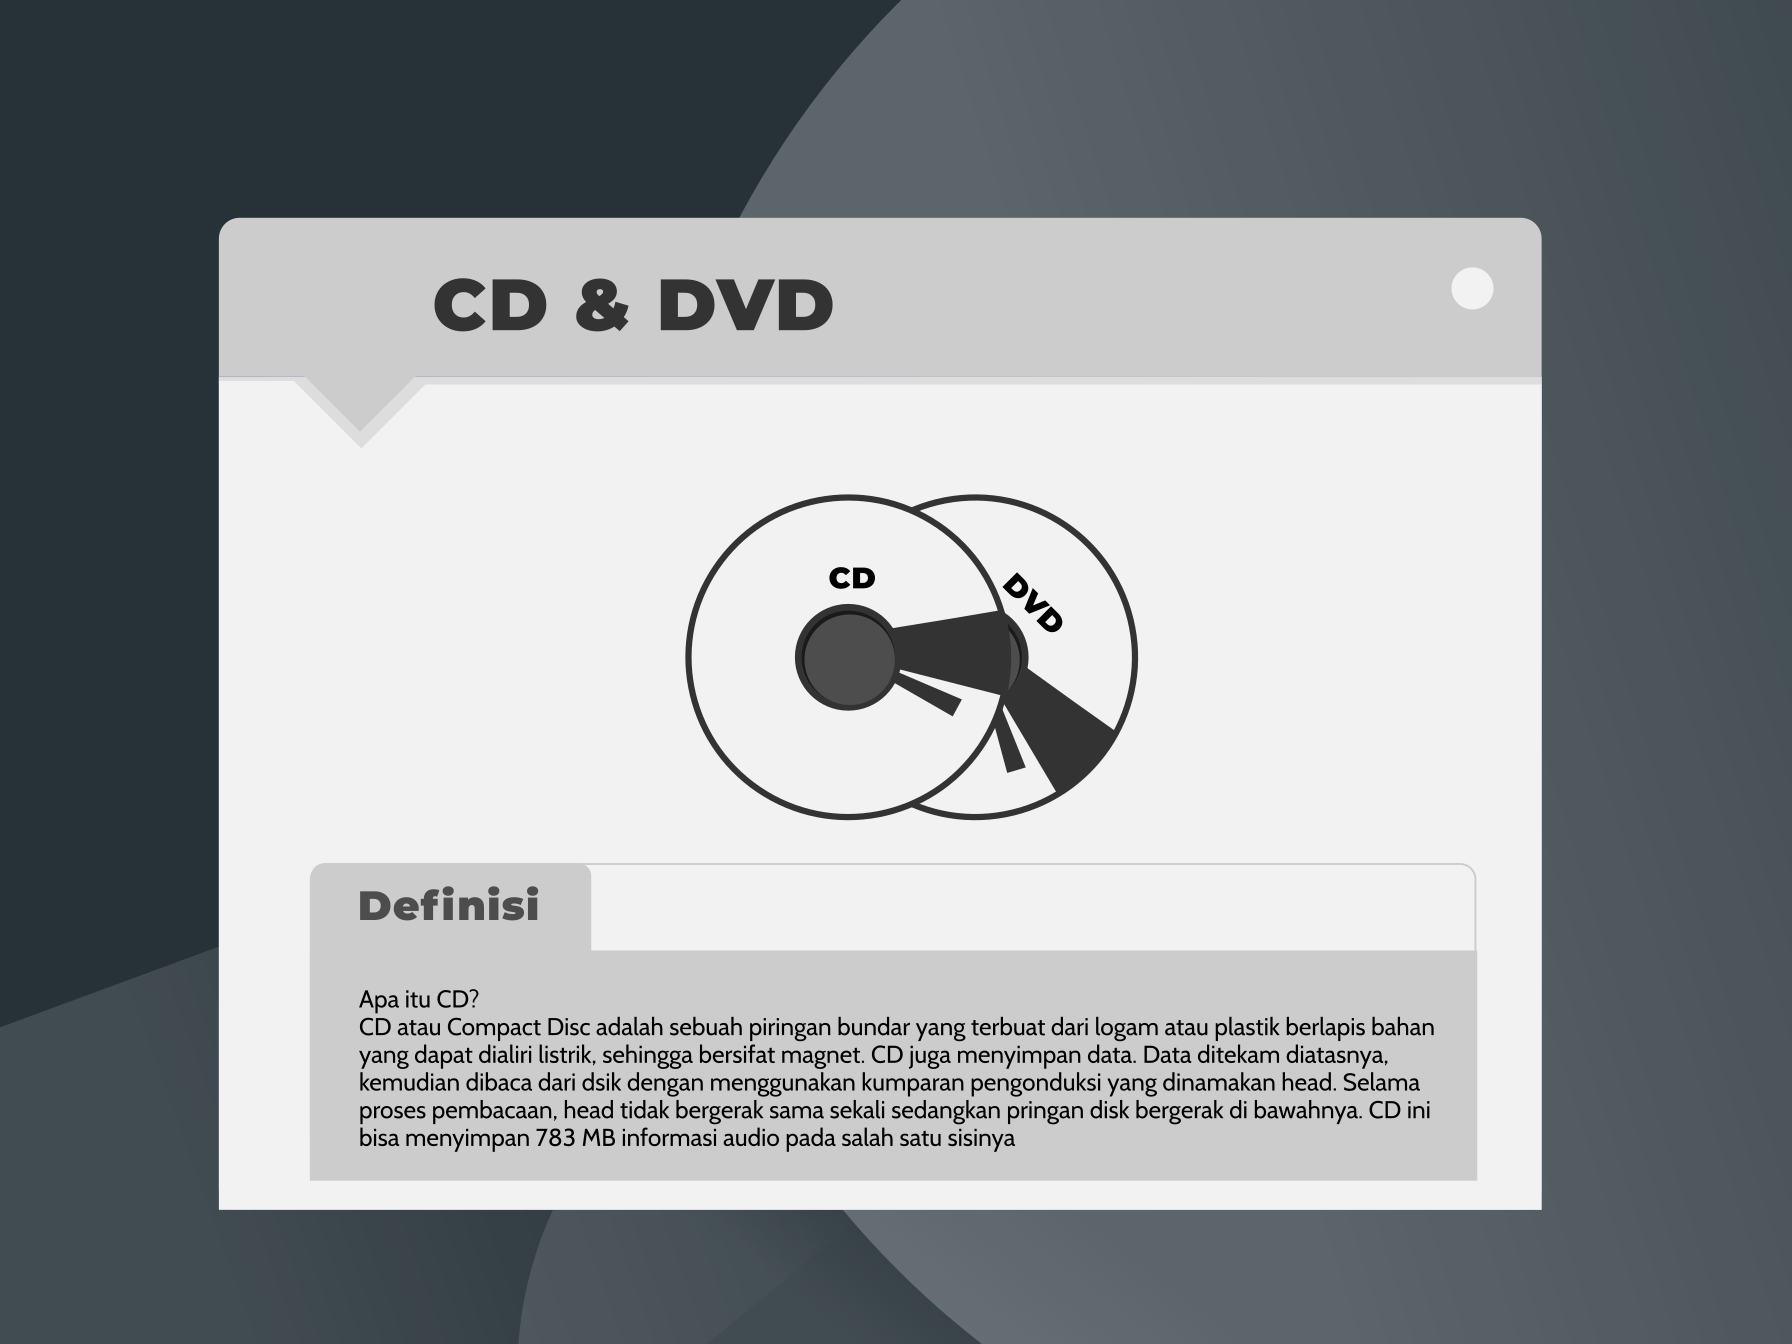 CD & DVD
CD
DVD
Definisi
Apa itu CD?
CD atau Compact Disc adalah sebuah piringan bundar yang terbuat dari logam atau plastik berlapis bahan
yang dapat dialiri listrik, sehingga bersifat magnet. CD juga menyimpan data. Data ditekam diatasnya,
kemudian dibaca dari dsik dengan menggunakan kumparan pengonduksi yang dinamakan head. Selama
proses pembacaan, head tidak bergerak sama sekali sedangkan pringan disk bergerak di bawahnya. CD ini
bisa menyimpan 783 MB informasi audio pada salah satu sisinya